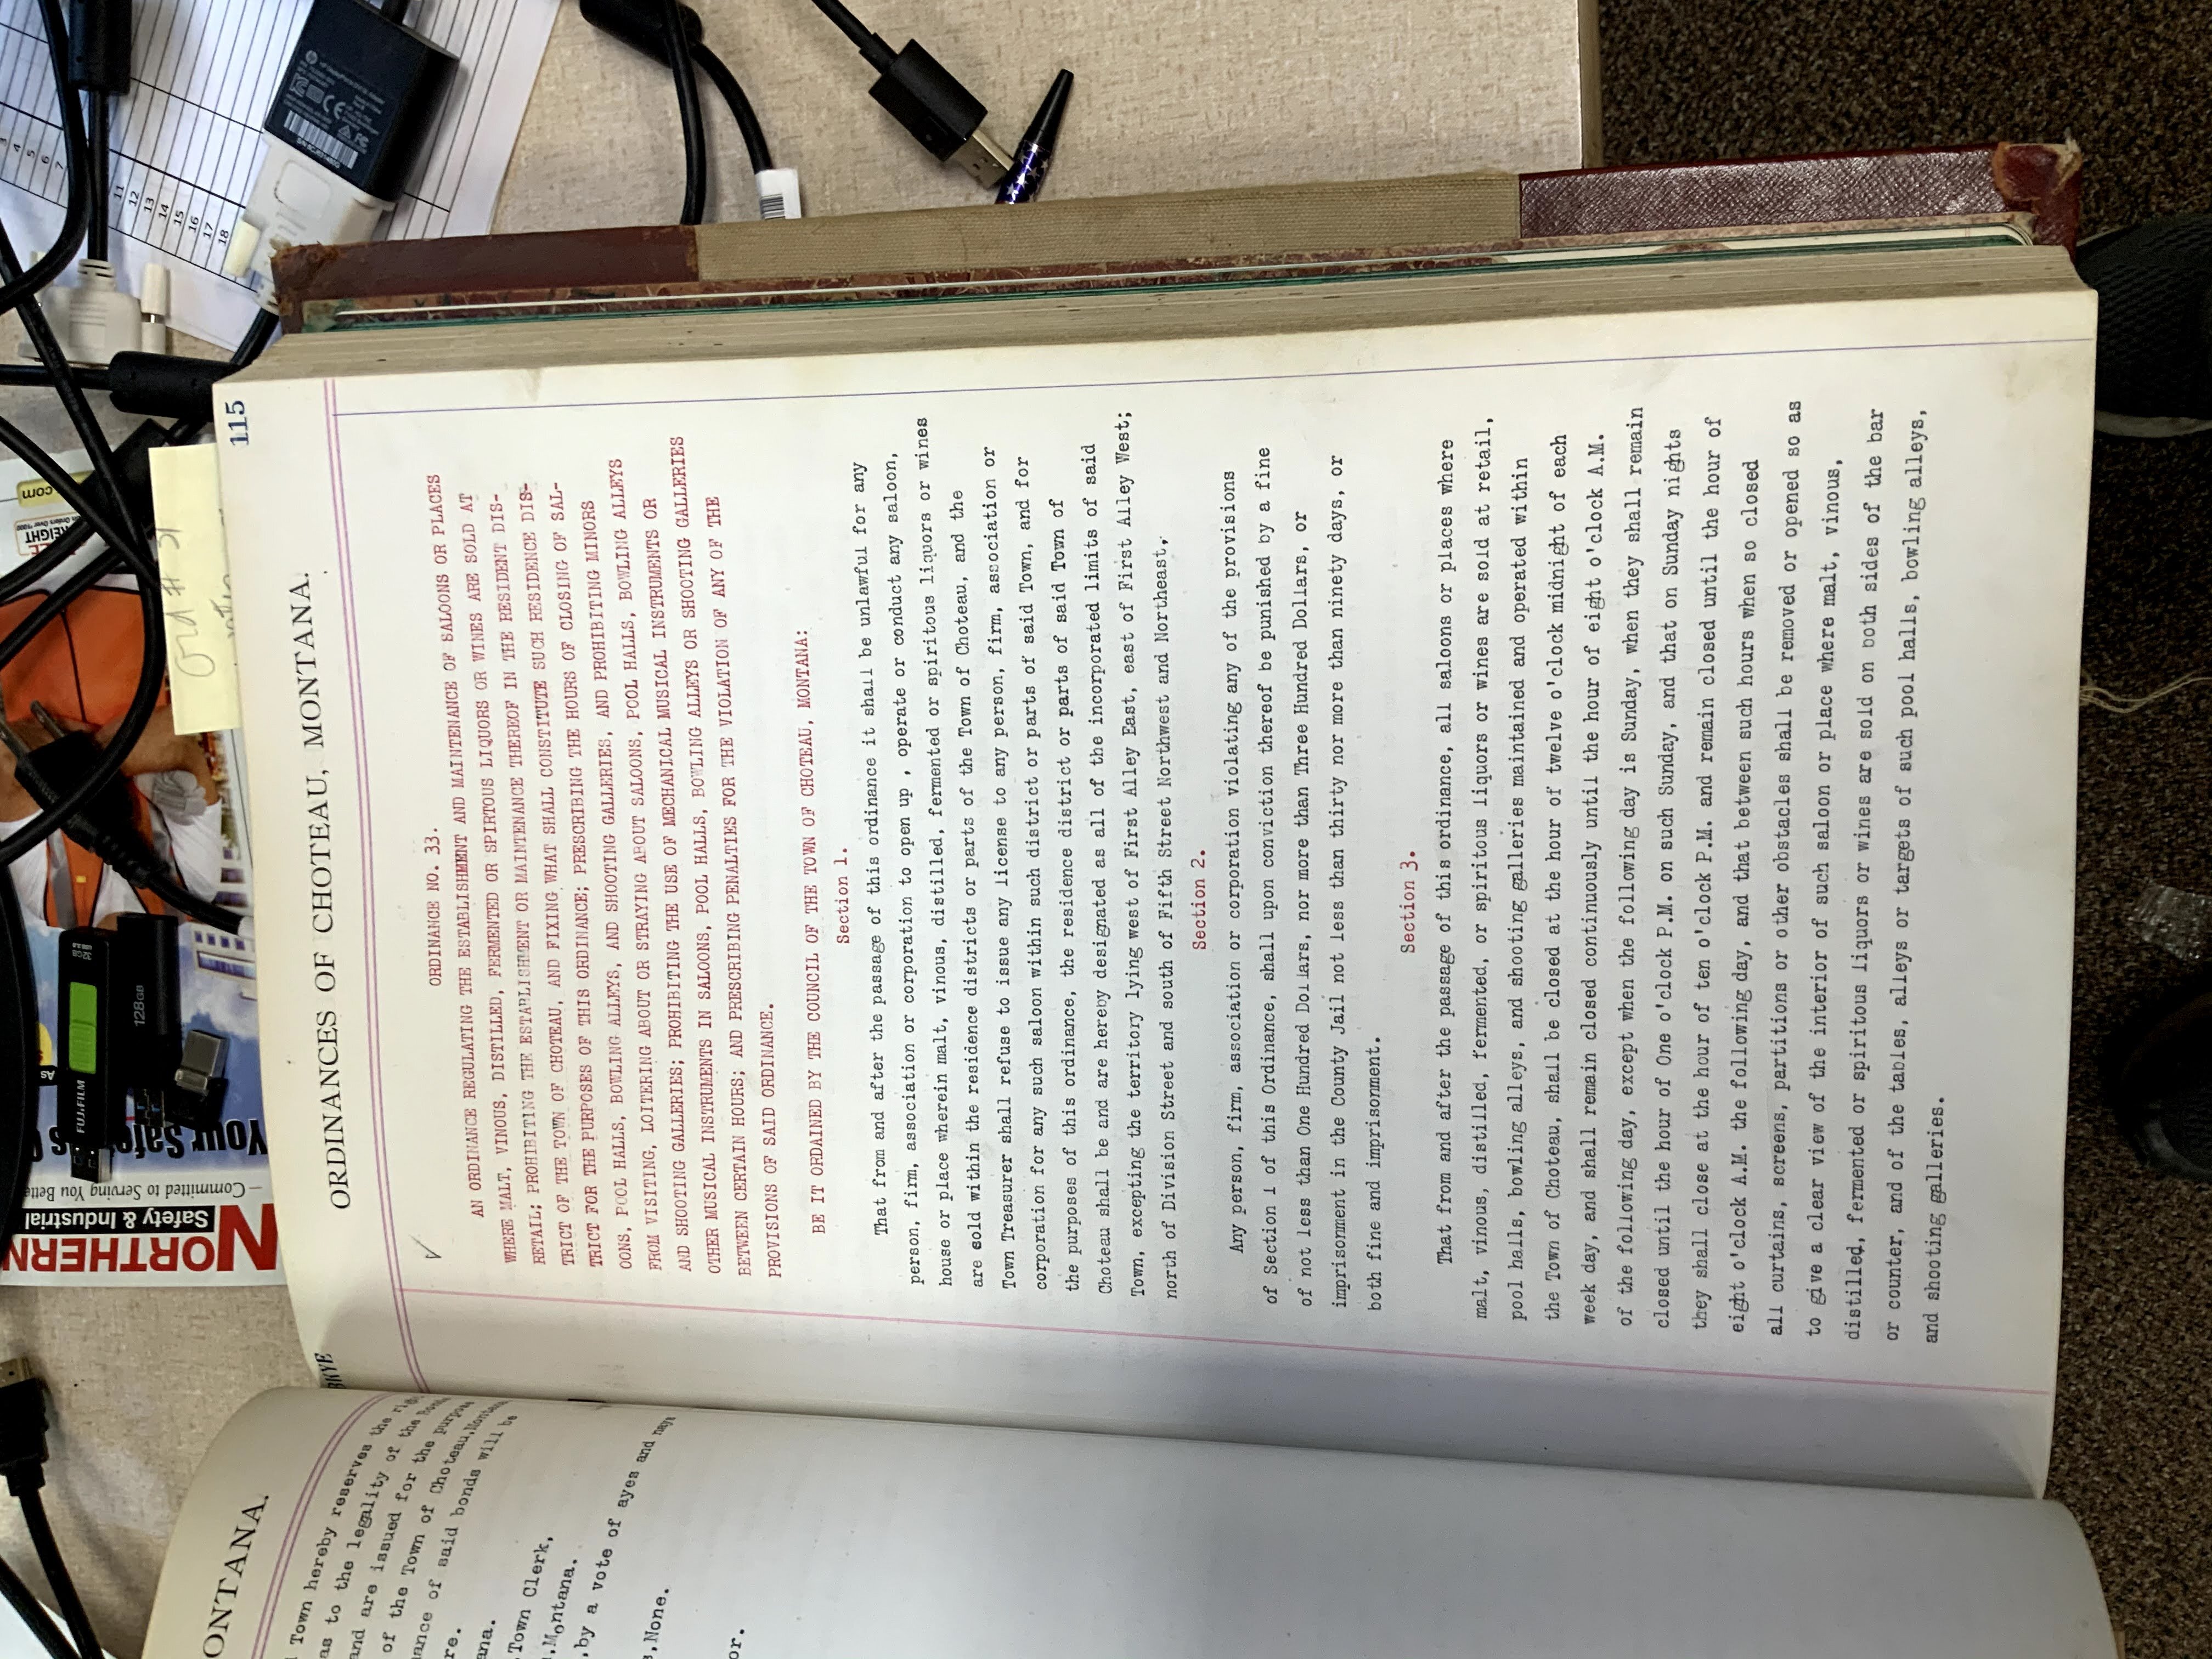 ONTANA.
Town hereby reserves the
as to the legality of the
and are issued for the
of the Town of Choteau, 
ance of said bonds will be
re.
ana.
Town Clerk,
Montana.
, by a vote of ayes and nays
, None.
or.
ORDINANCES OF CHOTEAU, MONTANA.
115
ORDINANCE NO. 33.
AN ORDINANCE REGULATING THE ESTABLISHMENT AND MAINTENANCE OF SALOONS OR PLACES
WHERE MALT, VINOUS, DISTILLED, FERMENTED OR SPIRTOUS LIQUORS OR WINES ARE SOLD AT
RETAIL; PROHIBITING THE ESTABLISHMENT OR MAINTENANCE THEREOF IN THE RESIDENT DIS-
TRICT OF THE TOWN OF CHOTEAU, AND FIXING WHAT SHALL CONSTITUTE SUCH RESIDENCE DIS-
TRICT FOR THE PURPOSES OF THIS ORDINANCE; PRESCRIBING THE HOURS OF CLOSING OF SAL-
OONS, POOL HALLS, BOWLING ALLEYS, AND SHOOTING GALLERIES, AND PROHIBITING MINORS
FROM VISITING, LOITERING ABOUT OR STRAYING ABOUT SALOONS, POOL HALLS, BOWLING ALLEYS
AND SHOOTING GALLERIES; PROHIBITING THE USE OF MECHANICAL MUSICAL INSTRUMENTS OR
OTHER MUSICAL INSTRUMENTS IN SALOONS, POOL HALLS, BOWLING ALLEYS OR SHOOTING GALLERIES
BETWEEN CERTAIN HOURS; AND PRESCRIBING PENALTIES FOR THE VIOLATION OF ANY OF THE
PROVISIONS OF SAID ORDINANCE.
BE IT ORDAINED BY THE COUNCIL OF THE TOWN OF CHOTEAU, MONTANA:
Section 1.
That from and after the passage of this ordinance it shall be unlawful for any
person, firm, association or corporation to open up , operate or conduct any saloon,
house or place wherein malt, vinous, distilled, fermented or spiritous liquors or wines
are sold within the residence districts or parts of the Town of Choteau, and the
Town Treasurer shall refuse to issue any license to any person, firm, association or
corporation for any such saloon within such district or parts of said Town, and for
the purposes of this ordinance, the residence district or parts of said Town of
Choteau shall be and are hereby designated as all of the incorporated limits of said
Town, excepting the territory lying west of First Alley East, east of First Alley West;
north of Division Street and south of Fifth Street Northwest and Northeast.
Section 2.
Any person, firm, association or corporation violating any of the provisions
of Section 1 of this Ordinance, shall upon conviction thereof be punished by a fine
of not less than One Hundred Dollars, nor more than Three Hundred Dollars, or
imprisonment in the County Jail not less than thirty nor more than ninety days, or
both fine and imprisonment.
Section 3.
That from and after the passage of this ordinance, all saloons or places where
malt, vinous, distilled, fermented, or spiritous liquors or wines are sold at retail,
pool halls, bowling alleys, and shooting galleries maintained and operated within
the Town of Choteau, shall be closed at the hour of twelve o'clock midnight of each
week day, and shall remain closed continuously until the hour of eight o'clock A.M.
of the following day, except when the following day is Sunday, when they shall remain
closed until the hour of One o'clock P.M. on such Sunday, and that on Sunday nights
they shall close at the hour of ten o'clock P.M. and remain closed until the hour of
eight o'clock A.M. the following day, and that between such hours when so closed
all curtains, screens, partitions or other obstacles shall be removed or opened so as
to give a clear view of the interior of such saloon or place where malt, vinous,
distilled, fermented or spiritous liquors or wines are sold on both sides of the bar
or counter, and of the tables, alleys or targets of such pool halls, bowling alleys,
and shooting galleries.
NORTHERN
Safety & Industrial
Committed to Serving You Bette
Your Safe
As
FUJIFILM
32GB
USB 2.0
128GB
Ord #
REIGHT
.com
11
12
13
14
15
16
17
18
4
5
6
7